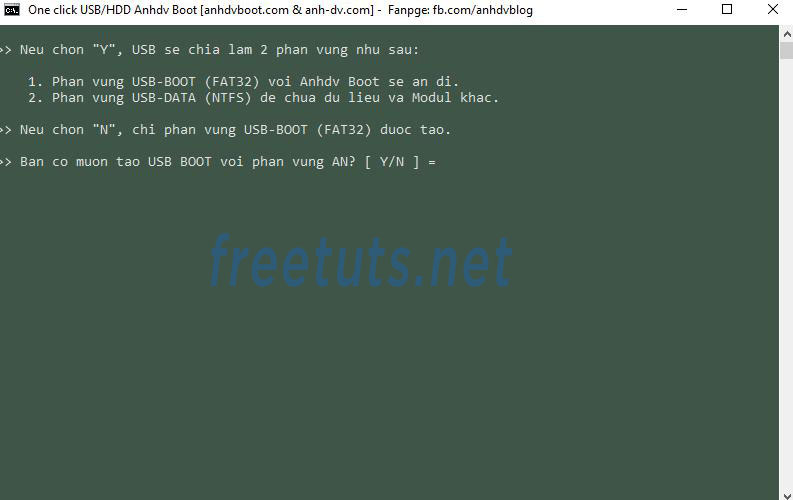 One click USB/HDD Anhdv Boot [anhdvboot.com & anh-dv.com] - Fanpge: fb.com/anhdvblog
>> Neu chon "Y", USB se chia lam 2 phan vung nhu sau:
1. Phan vung USB-BOOT (FAT32) voi Anhdv Boot se an di.
2. Phan vung USB-DATA (NTFS) de chua du lieu va Modul khac.
>> Neu chon "N", chi phan vung USB-BOOT (FAT32) duoc tao.
>> Ban co muon tao USB BOOT voi phan vung AN? [ Y/N ] =
freetuts.net